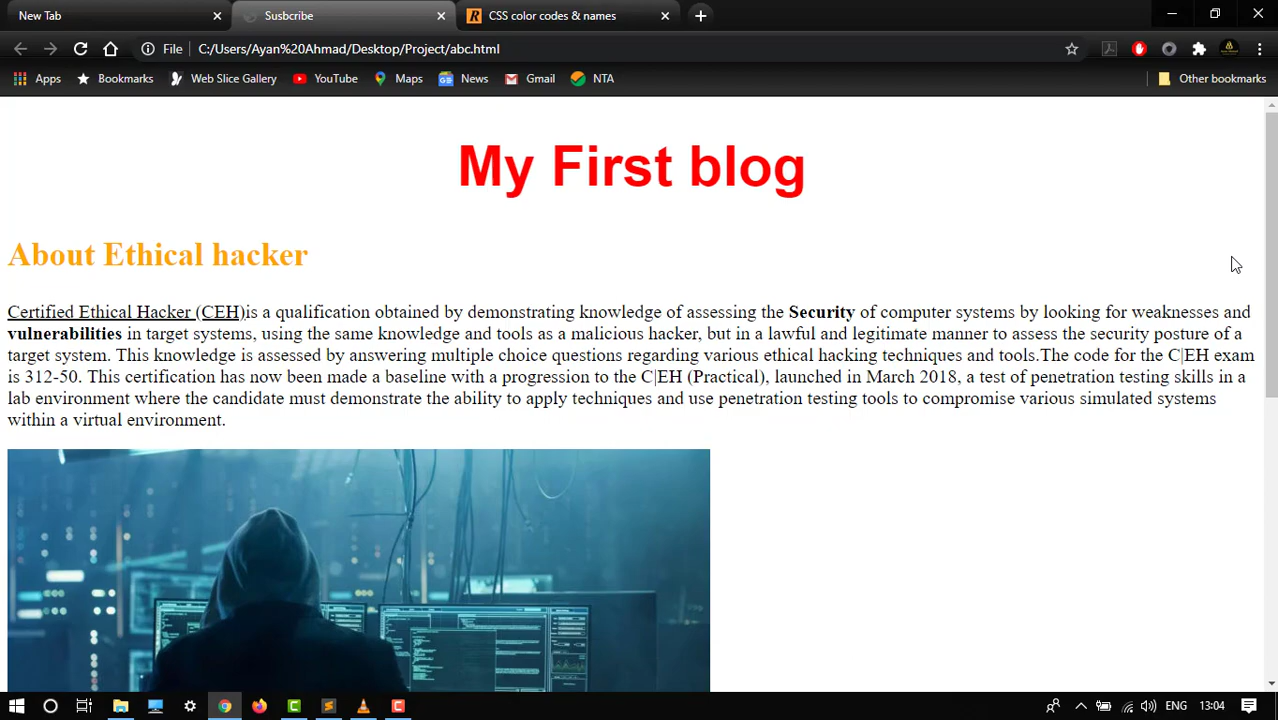 New Tab
Susbcribe
CSS color codes & names
File
C:/Users/Ayan%20Ahmad/Desktop/Project/abc.html
Apps
Bookmarks
Web Slice Gallery
YouTube
Maps
News
Gmail
NTA
Other bookmarks
My First blog
About Ethical hacker
Certified Ethical Hacker (CEH)is a qualification obtained by demonstrating knowledge of assessing the Security of computer systems by looking for weaknesses and
vulnerabilities in target systems, using the same knowledge and tools as a malicious hacker, but in a lawful and legitimate manner to assess the security posture of a
target system. This knowledge is assessed by answering multiple choice questions regarding various ethical hacking techniques and tools.The code for the C|EH exam
is 312-50. This certification has now been made a baseline with a progression to the C|EH (Practical), launched in March 2018, a test of penetration testing skills in a
lab environment where the candidate must demonstrate the ability to apply techniques and use penetration testing tools to compromise various simulated systems
within a virtual environment.
ENG
13:04